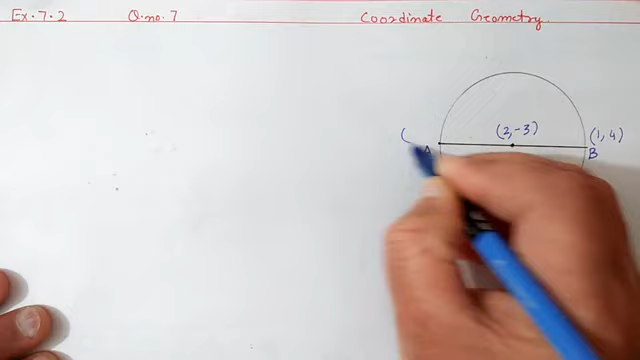 Ex.7.2 Q.no.7 Coordinate Geometry.
(2,-3) (1,4)
( A B